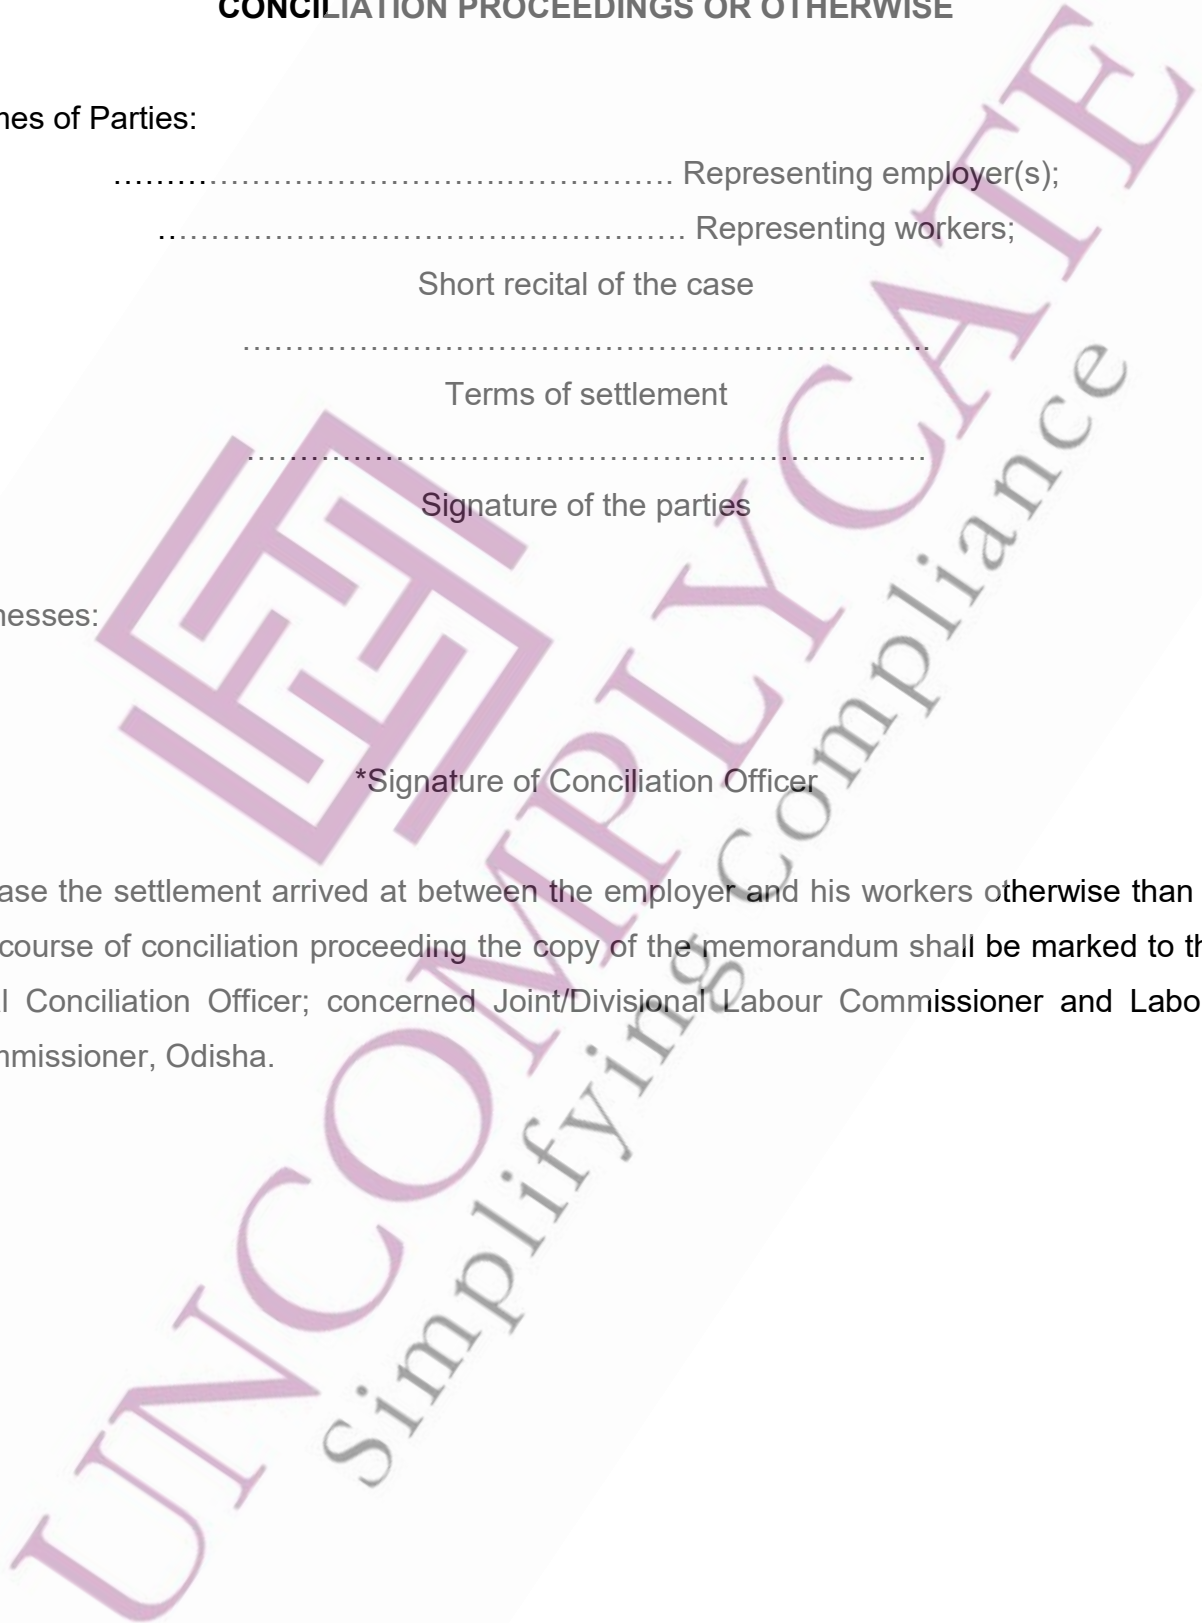 CONCILIATION PROCEEDINGS OR OTHERWISE
mes of Parties:
……………………………………………… Representing employer(s);
…………………………………………… Representing workers;
Short recital of the case
…………………………………………………………
Terms of settlement
…………………………………………………………
Signature of the parties
nesses:
*Signature of Conciliation Officer
ase the settlement arrived at between the employer and his workers otherwise than
course of conciliation proceeding the copy of the memorandum shall be marked to th
l Conciliation Officer; concerned Joint/Divisional Labour Commissioner and Labo
mmissioner, Odisha.
UNCOMPLYCATE
Simplifying Compliance